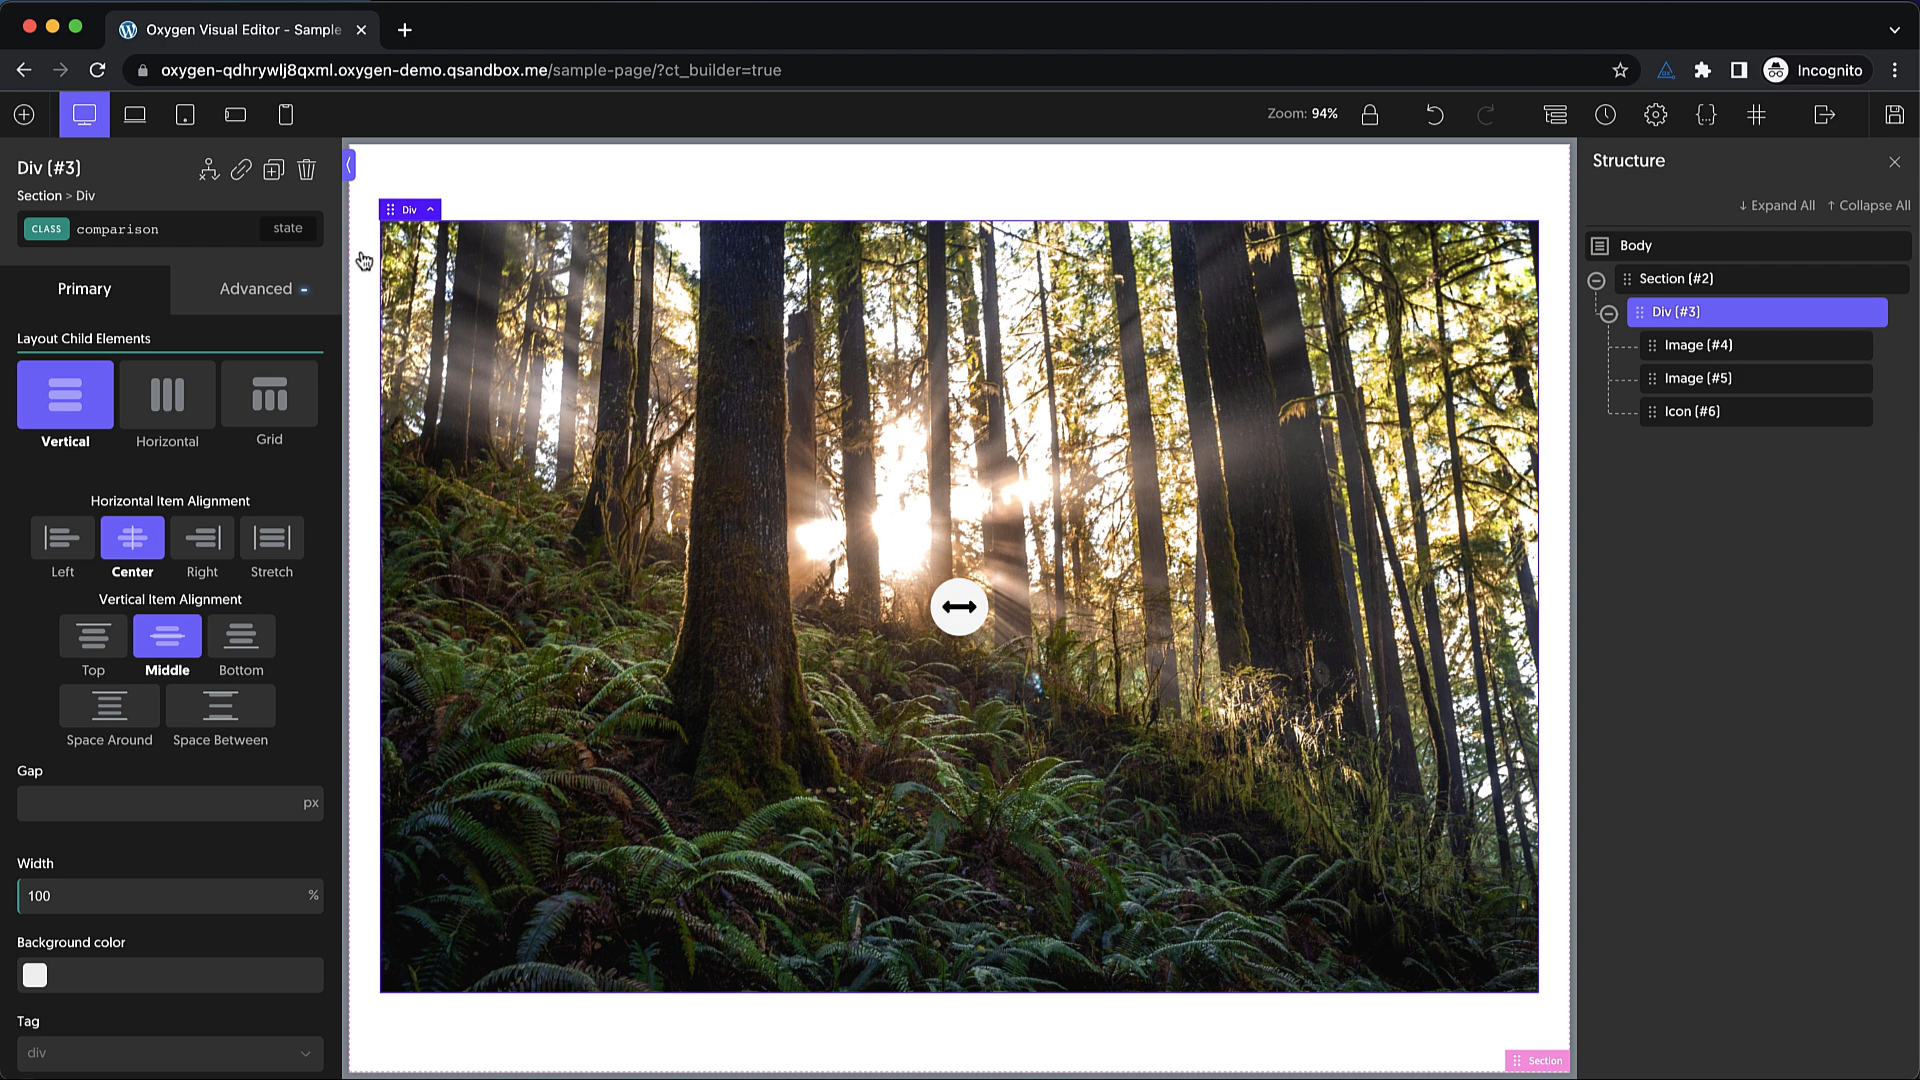 Oxygen Visual Editor - Sample
oxygen-qdhrywlj8qxml.oxygen-demo.qsandbox.me/sample-page/?ct_builder=true
Incognito
Zoom: 94%
Div (#3)
Section > Div
CLASS comparison state
Primary
Advanced
Layout Child Elements
Vertical
Horizontal
Grid
Horizontal Item Alignment
Left
Center
Right
Stretch
Vertical Item Alignment
Top
Middle
Bottom
Space Around
Space Between
Gap
px
Width
100 %
Background color
Tag
div
Div
Section
Structure
↓ Expand All ↑ Collapse All
Body
Section (#2)
Div (#3)
Image (#4)
Image (#5)
Icon (#6)